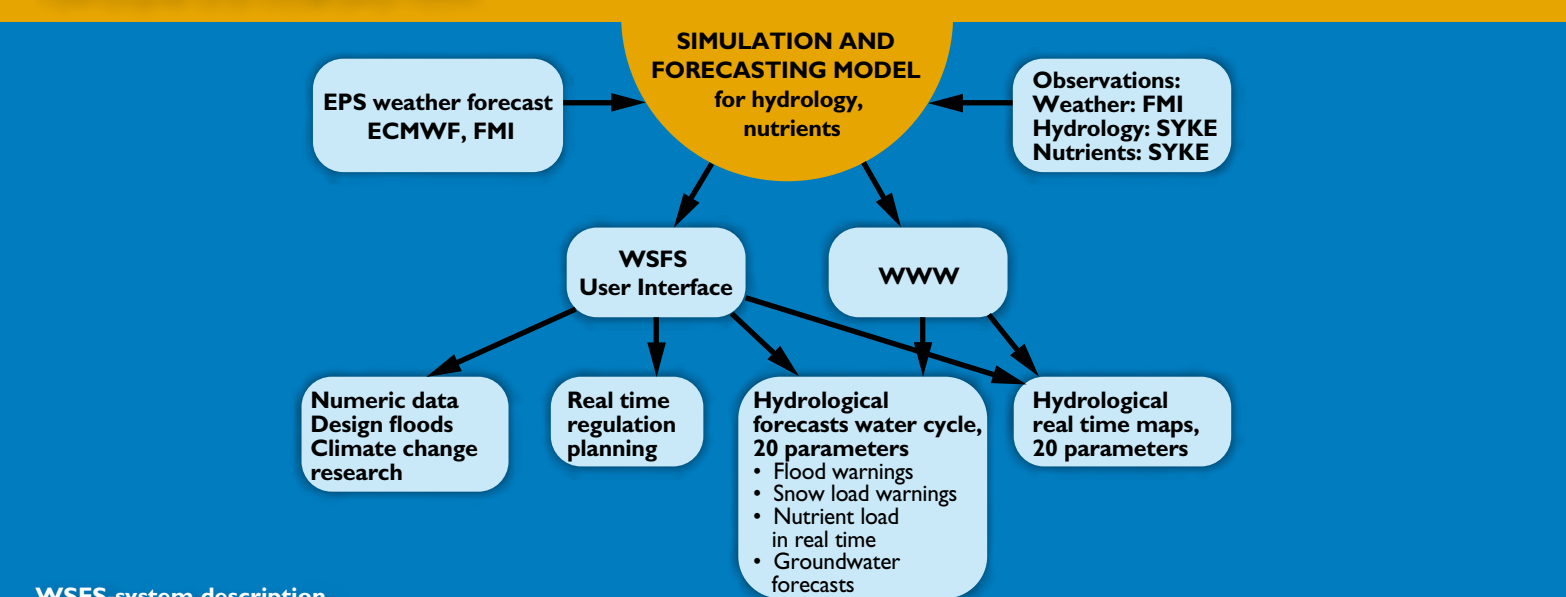 SIMULATION AND
FORECASTING MODEL
for hydrology,
nutrients
EPS weather forecast
ECMWF, FMI
Observations:
Weather: FMI
Hydrology: SYKE
Nutrients: SYKE
WSFS
User Interface
WWW
Numeric data
Design floods
Climate change
research
Real time
regulation
planning
Hydrological
forecasts water cycle,
20 parameters
• Flood warnings
• Snow load warnings
• Nutrient load
in real time
• Groundwater
forecasts
Hydrological
real time maps,
20 parameters
WSFS system description